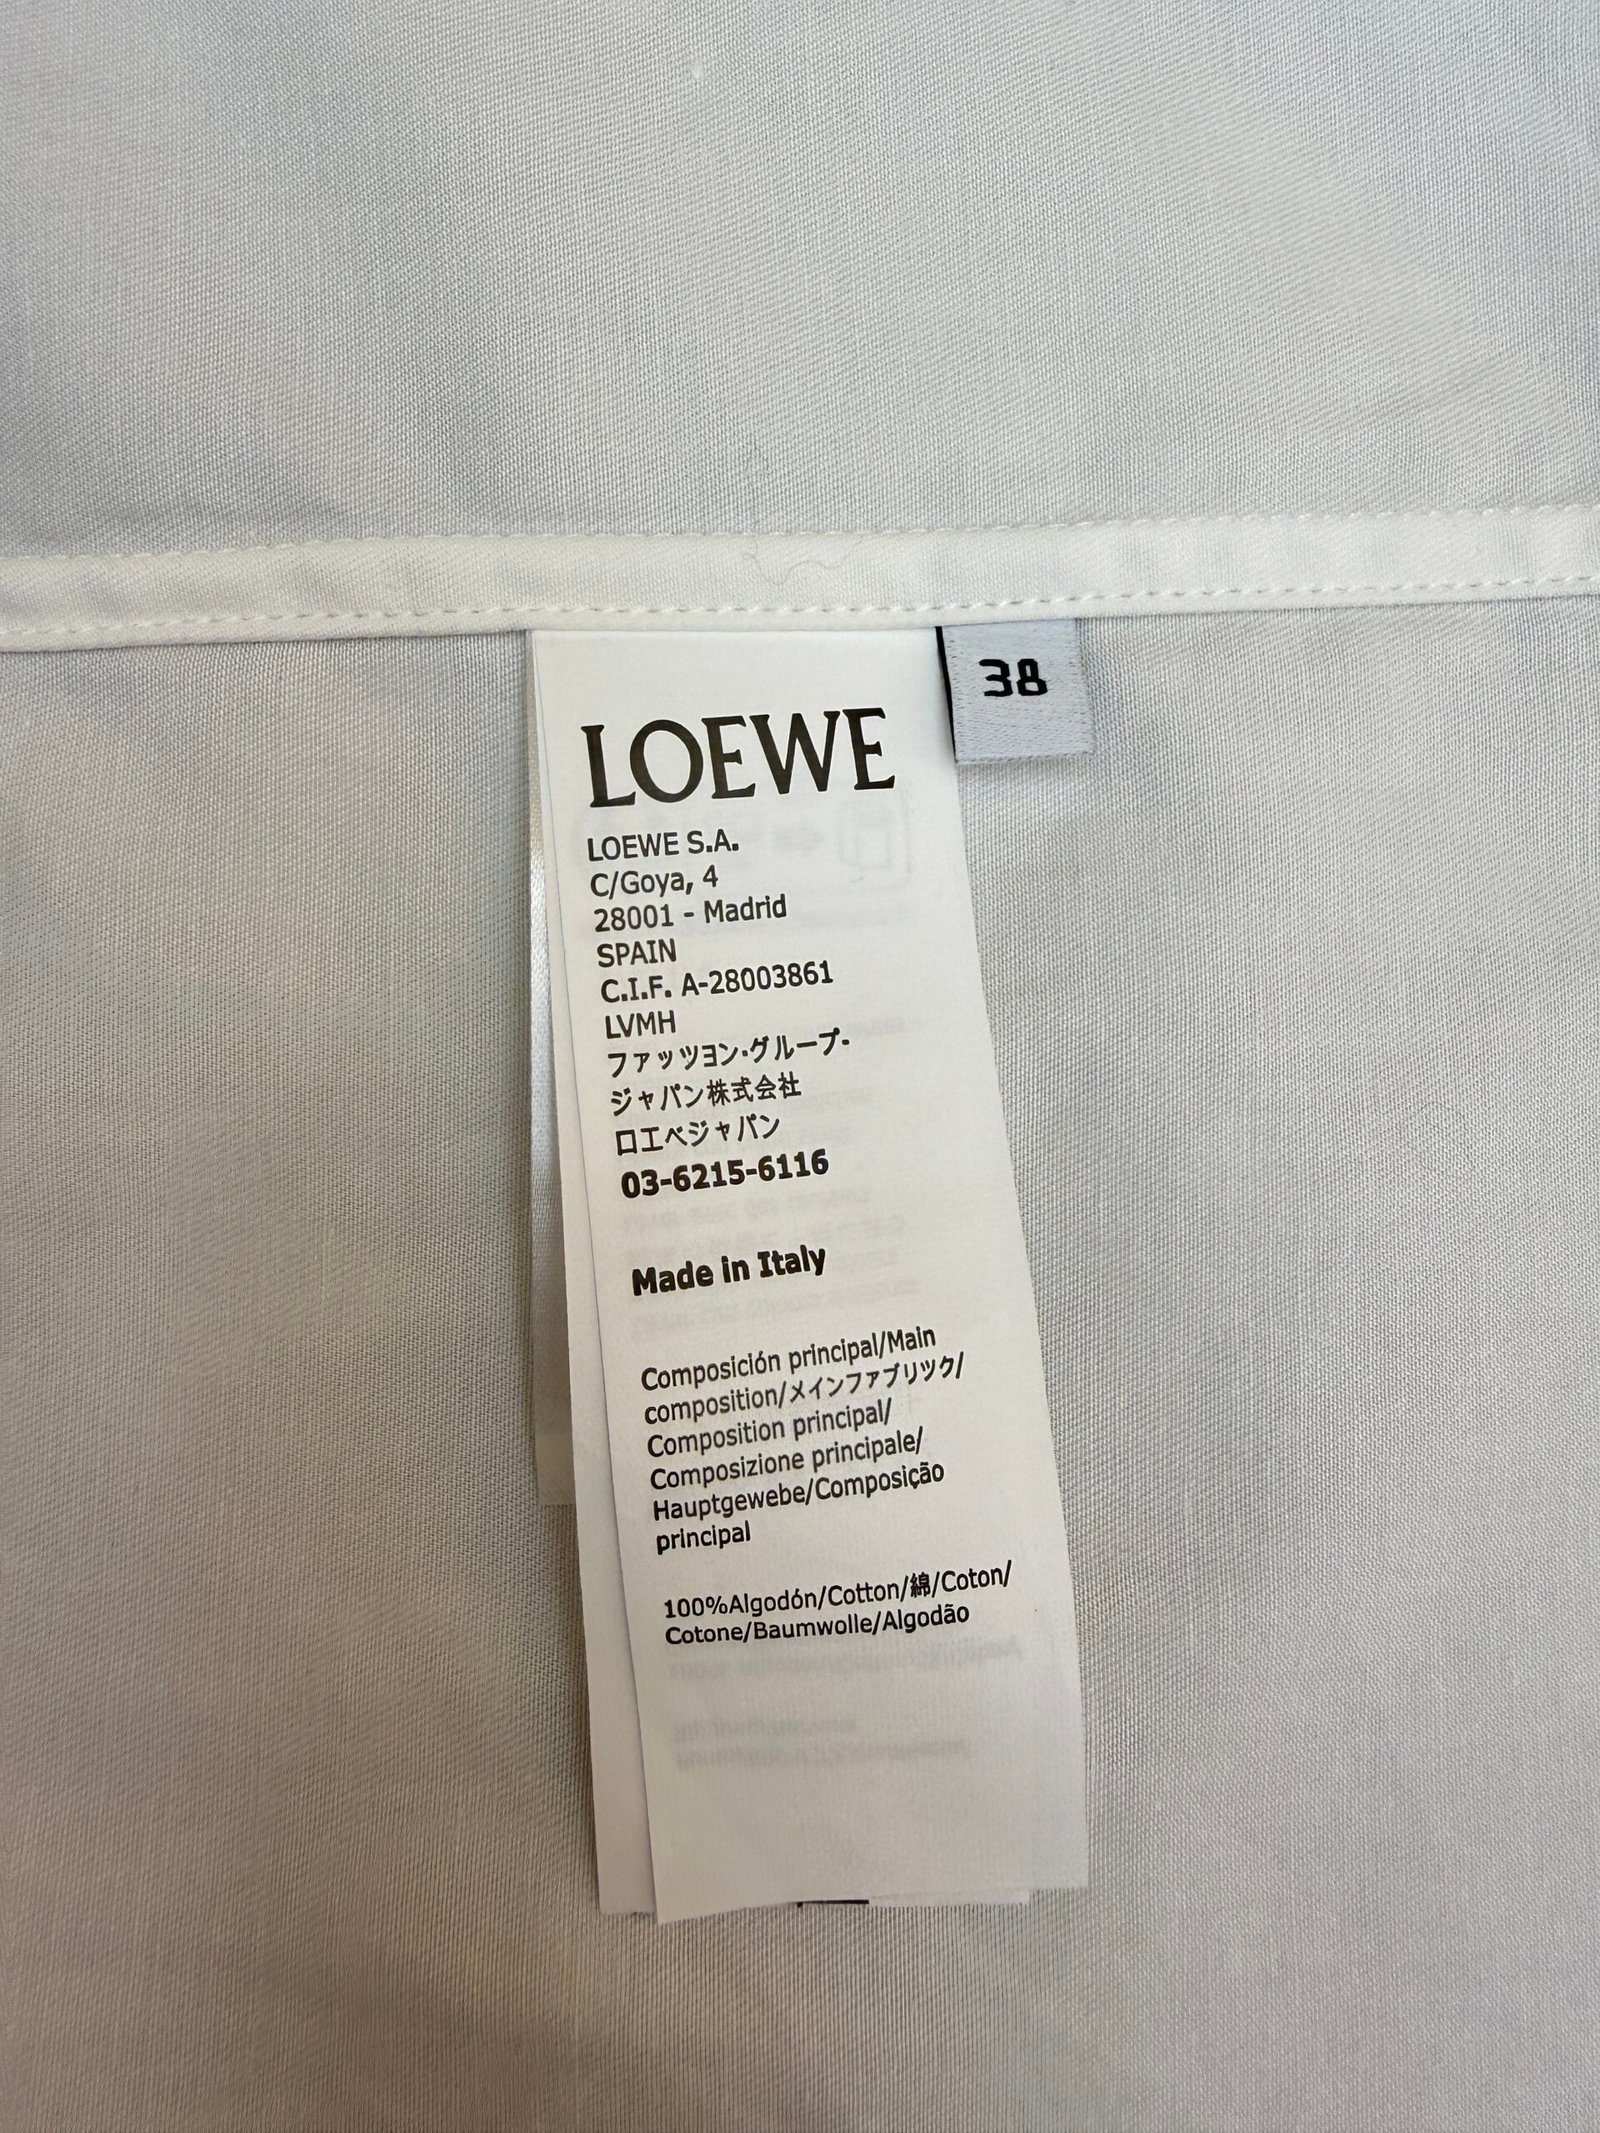 38
LOEWE
LOEWE S.A.
C/Goya, 4
28001 - Madrid
SPAIN
C.I.F. A-28003861
LVMH
ファッツヨン・グループ・
ジャパン株式会社
ロエベジャパン
03-6215-6116
Made in Italy
Composición principal/Main
composition/メインファブリツク/
Composition principal/
Composizione principale/
Hauptgewebe/Composição
principal
100%Algodón/Cotton/綿/Coton/
Cotone/Baumwolle/Algodão